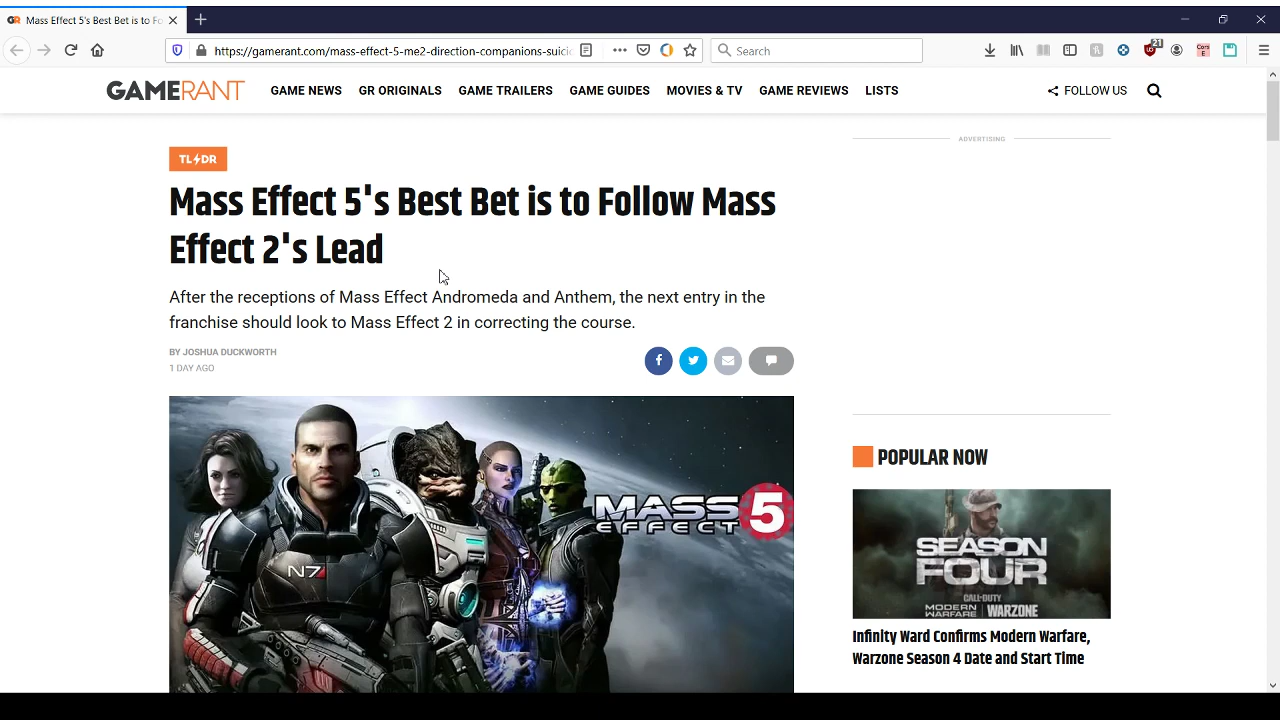 Mass Effect 5's Best Bet is to Fo
https://gamerant.com/mass-effect-5-me2-direction-companions-suici
Search
21
GAMERANT
GAME NEWS
GR ORIGINALS
GAME TRAILERS
GAME GUIDES
MOVIES & TV
GAME REVIEWS
LISTS
FOLLOW US
ADVERTISING
TL DR
Mass Effect 5's Best Bet is to Follow Mass
Effect 2's Lead
After the receptions of Mass Effect Andromeda and Anthem, the next entry in the
franchise should look to Mass Effect 2 in correcting the course.
BY JOSHUA DUCKWORTH
1 DAY AGO
N7
MASS
EFFECT
5
POPULAR NOW
SEASON
FOUR
CALL·DUTY
MODERN
WARFARE
WARZONE
Infinity Ward Confirms Modern Warfare,
Warzone Season 4 Date and Start Time